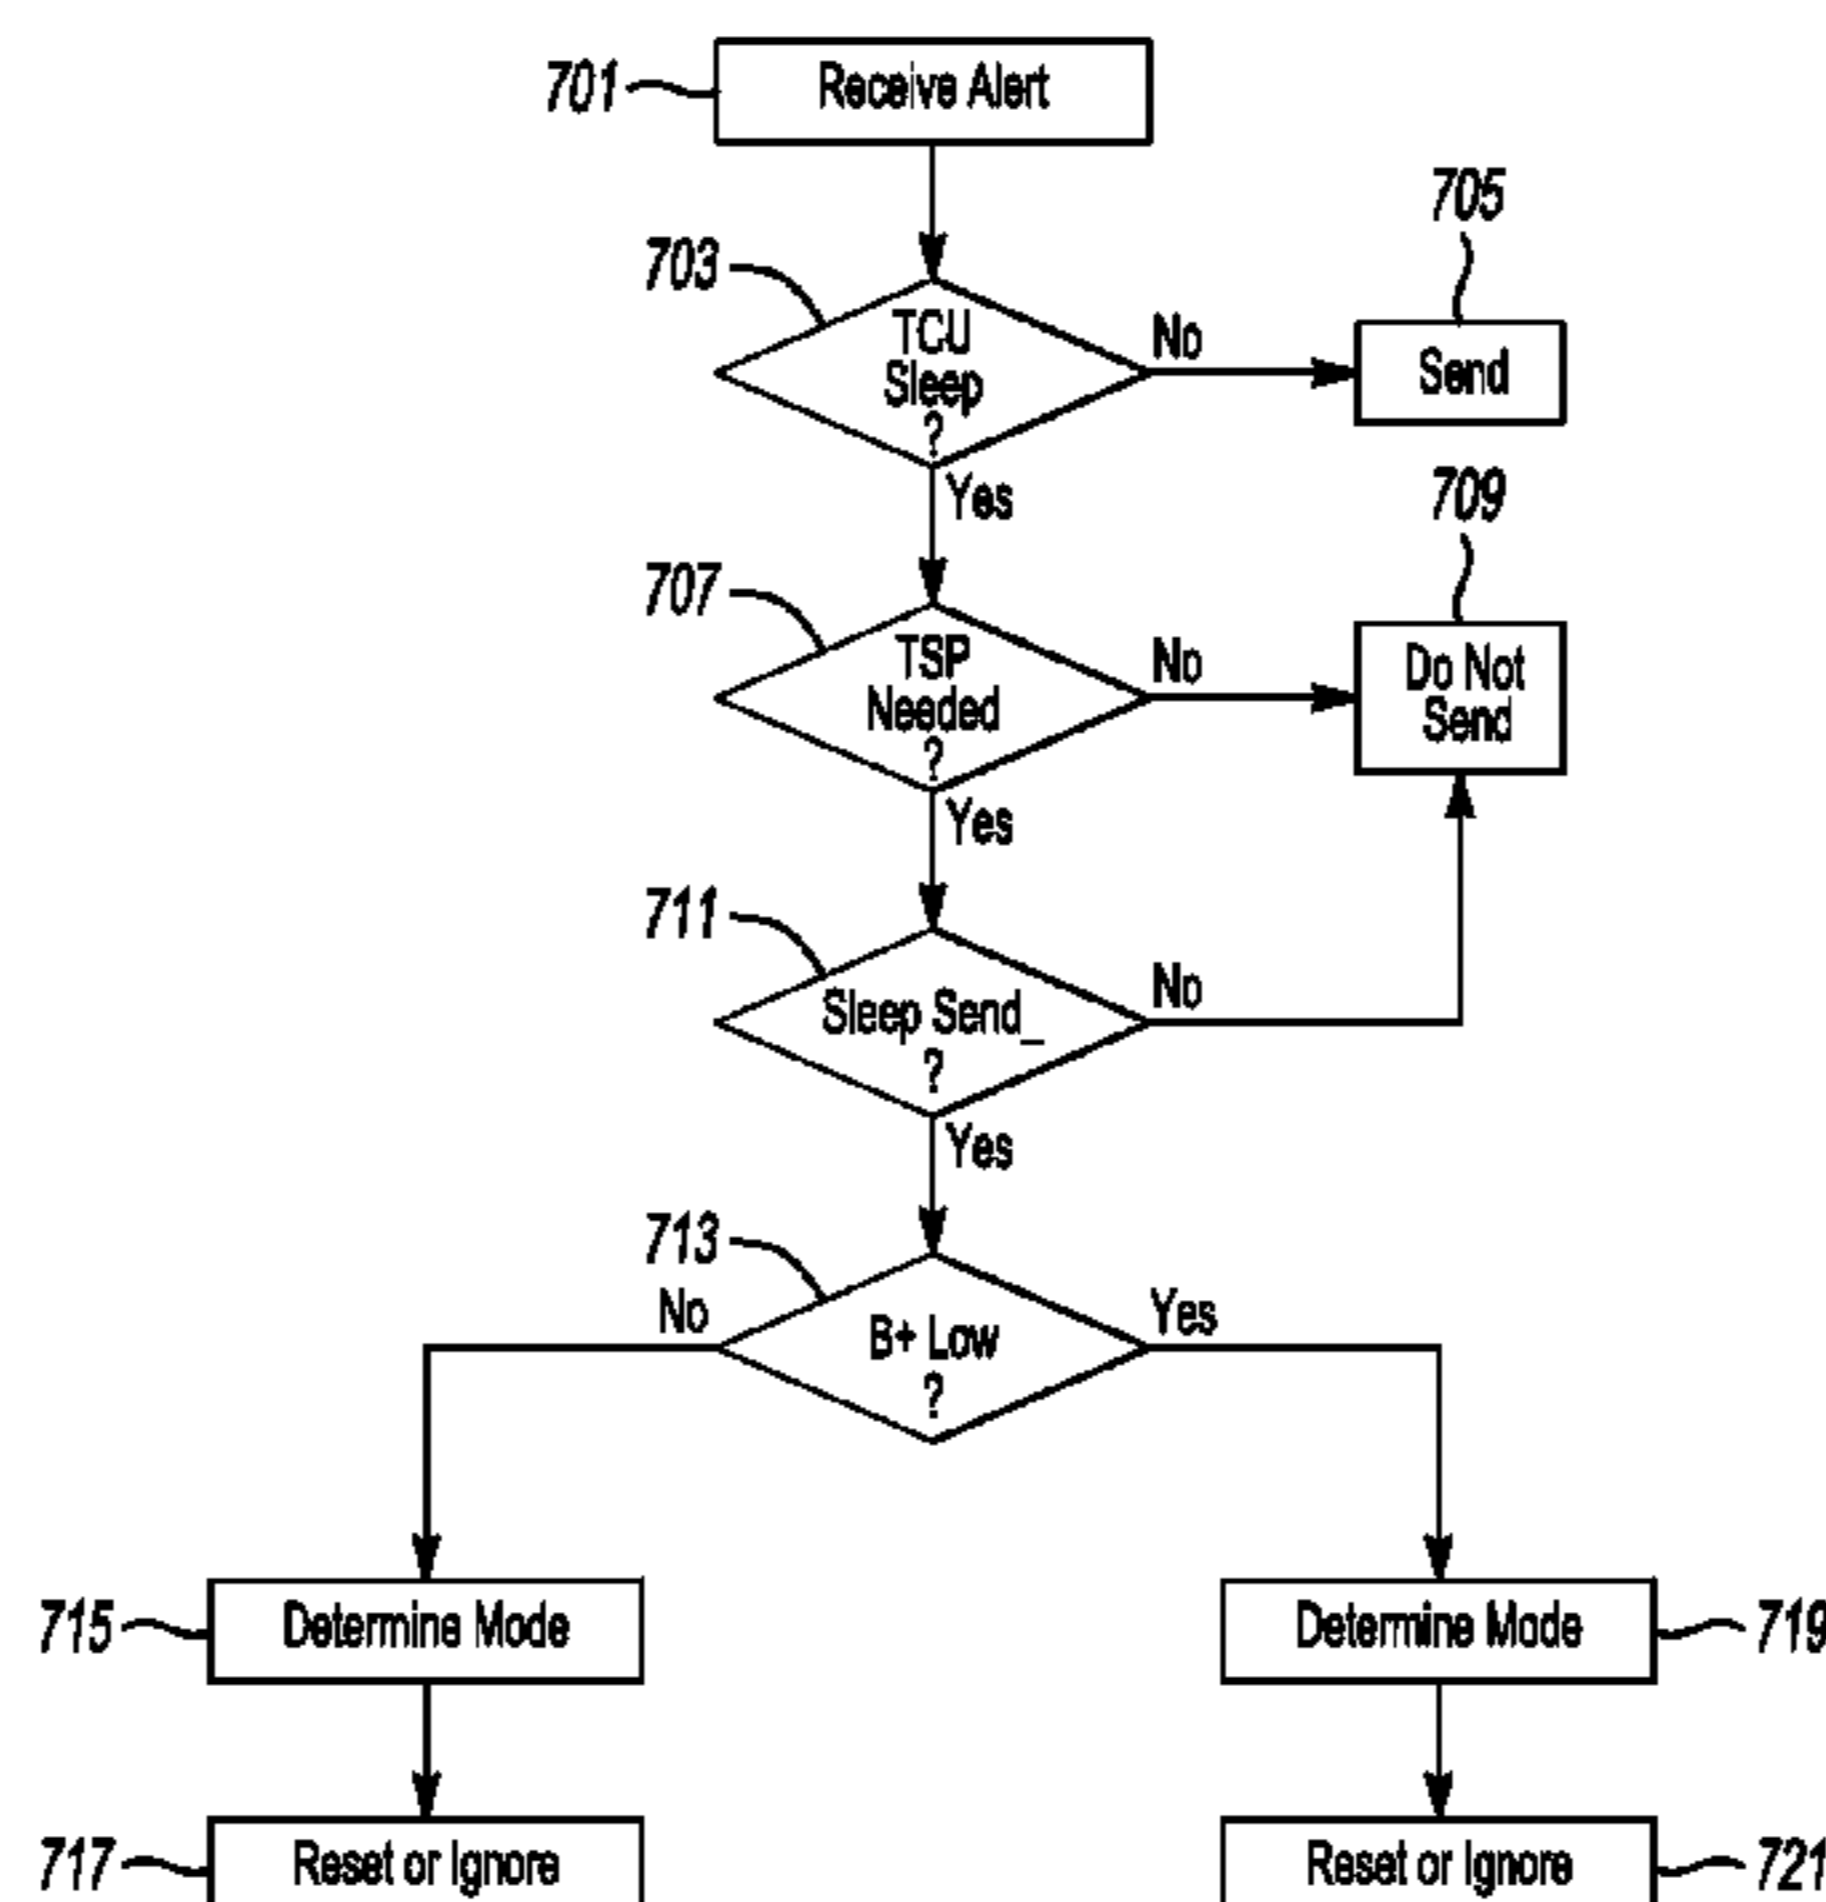 701
Receive Alert
705
703
TCU
Sleep
?
No
Send
Yes
709
707
TSP
Needed
?
No
Do Not
Send
Yes
711
Sleep Send_
?
No
Yes
713
No
B+ Low
?
Yes
715
Determine Mode
Determine Mode
719
717
Reset or Ignore
Reset or Ignore
721